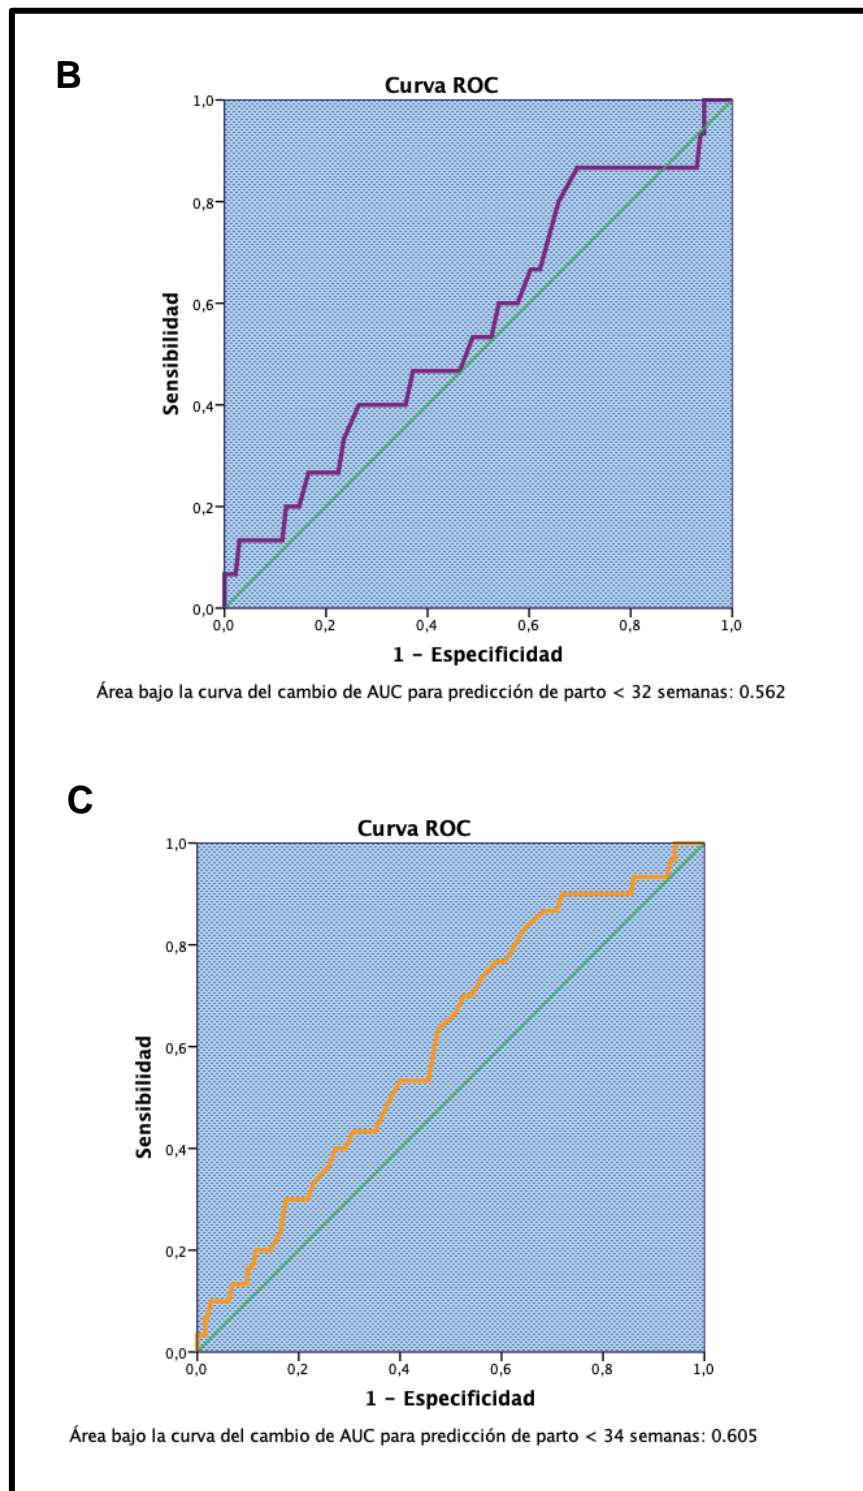 B
Curva ROC
1,0
0,8
0,6
0,4
0,2
0,0
Sensibilidad
0,0 0,2 0,4 0,6 0,8 1,0
1 – Especificidad
Área bajo la curva del cambio de AUC para predicción de parto < 32 semanas: 0.562
C
Curva ROC
1,0
0,8
0,6
0,4
0,2
0,0
Sensibilidad
0,0 0,2 0,4 0,6 0,8 1,0
1 – Especificidad
Área bajo la curva del cambio de AUC para predicción de parto < 34 semanas: 0.605